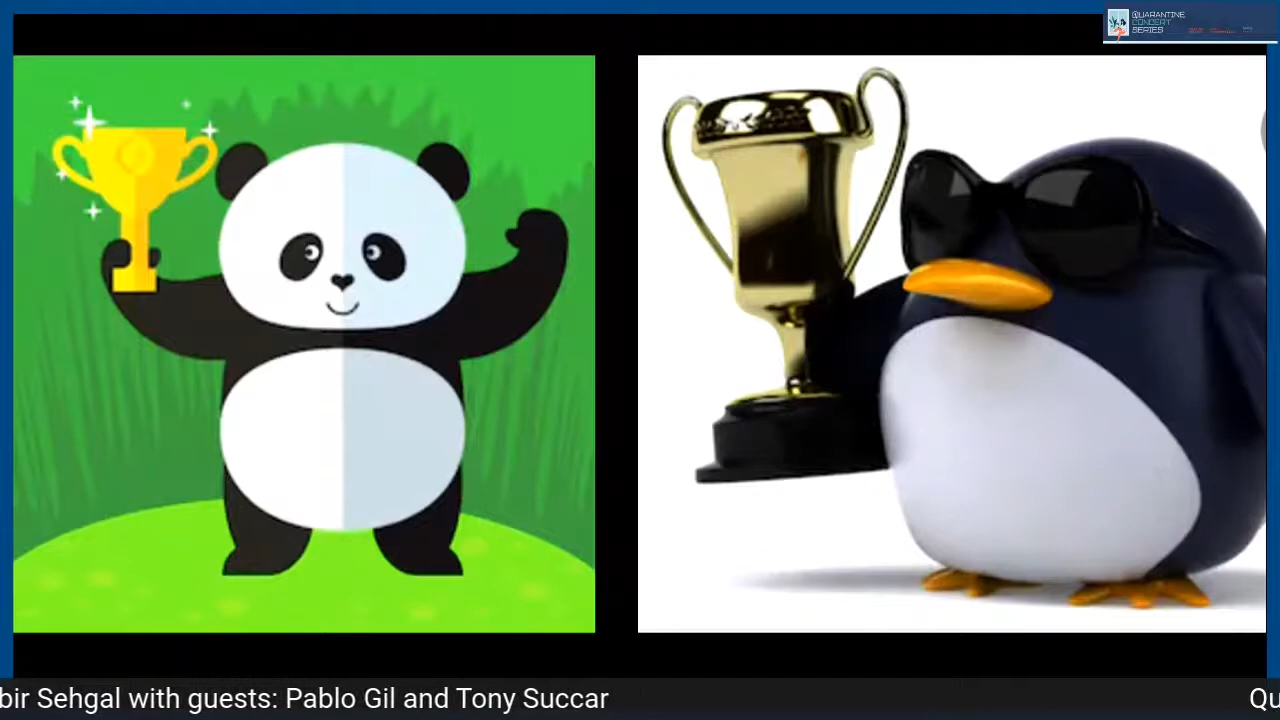 QUARANTINE
CONCERT
SERIES
bir Sehgal with guests: Pablo Gil and Tony Succar
Qu